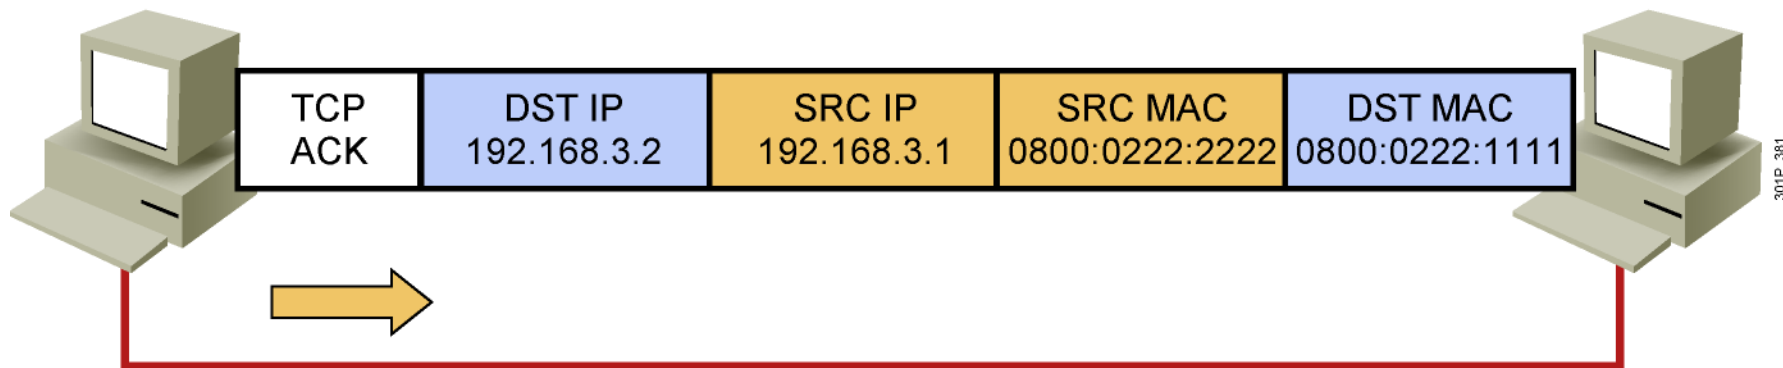 TCP
ACK
DST IP
192.168.3.2
SRC IP
192.168.3.1
SRC MAC
0800:0222:2222
DST MAC
0800:0222:1111
301P_381